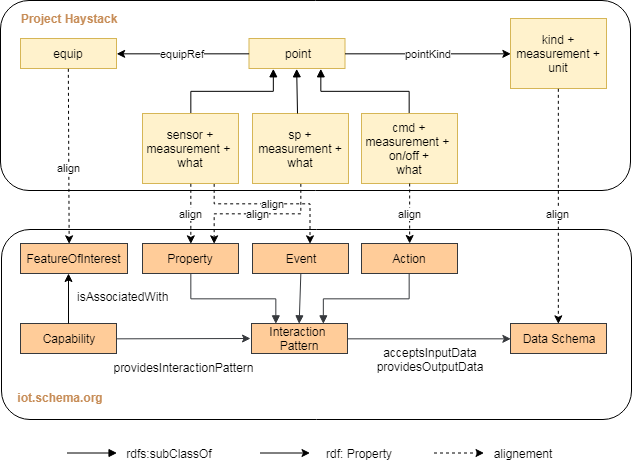 Project Haystack
equip
equipRef
point
pointKind
kind +
measurement +
unit
sensor +
measurement +
what
sp +
measurement +
what
cmd +
measurement +
on/off +
what
align
align
align
align
align
align
FeatureOfInterest
Property
Event
Action
isAssociatedWith
Capability
providesInteractionPattern
Interaction
Pattern
acceptsInputData
providesOutputData
Data Schema
iot.schema.org
rdfs:subClassOf
rdf: Property
alignement